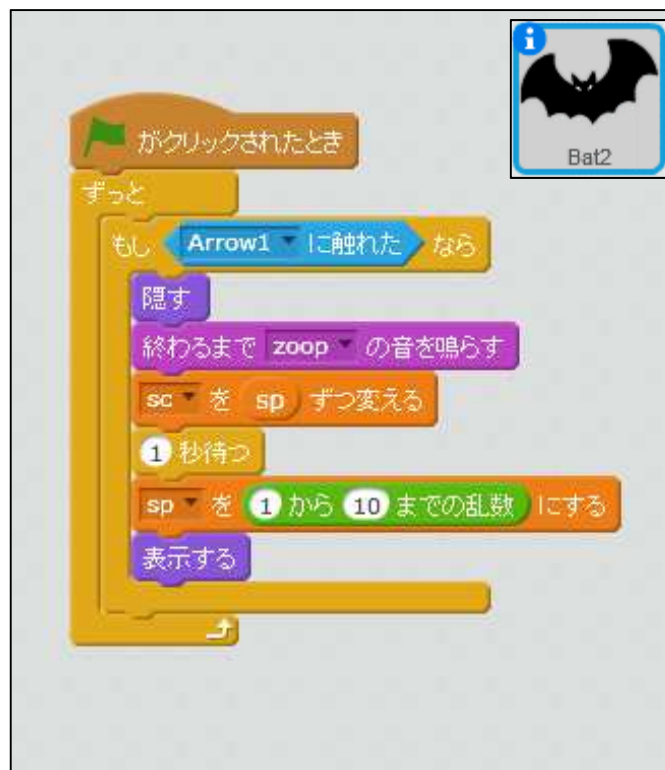 Bat2
がクリックされたとき
ずっと
もし Arrow1 に触れた なら
隠す
終わるまで zoop の音を鳴らす
sc を sp ずつ変える
1 秒待つ
sp を 1 から 10 までの乱数 にする
表示する